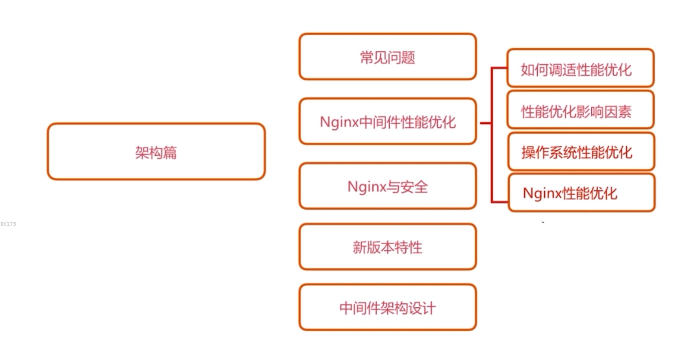 架构篇
常见问题
Nginx中间件性能优化
如何调适性能优化
性能优化影响因素
操作系统性能优化
Nginx性能优化
Nginx与安全
新版本特性
中间件架构设计